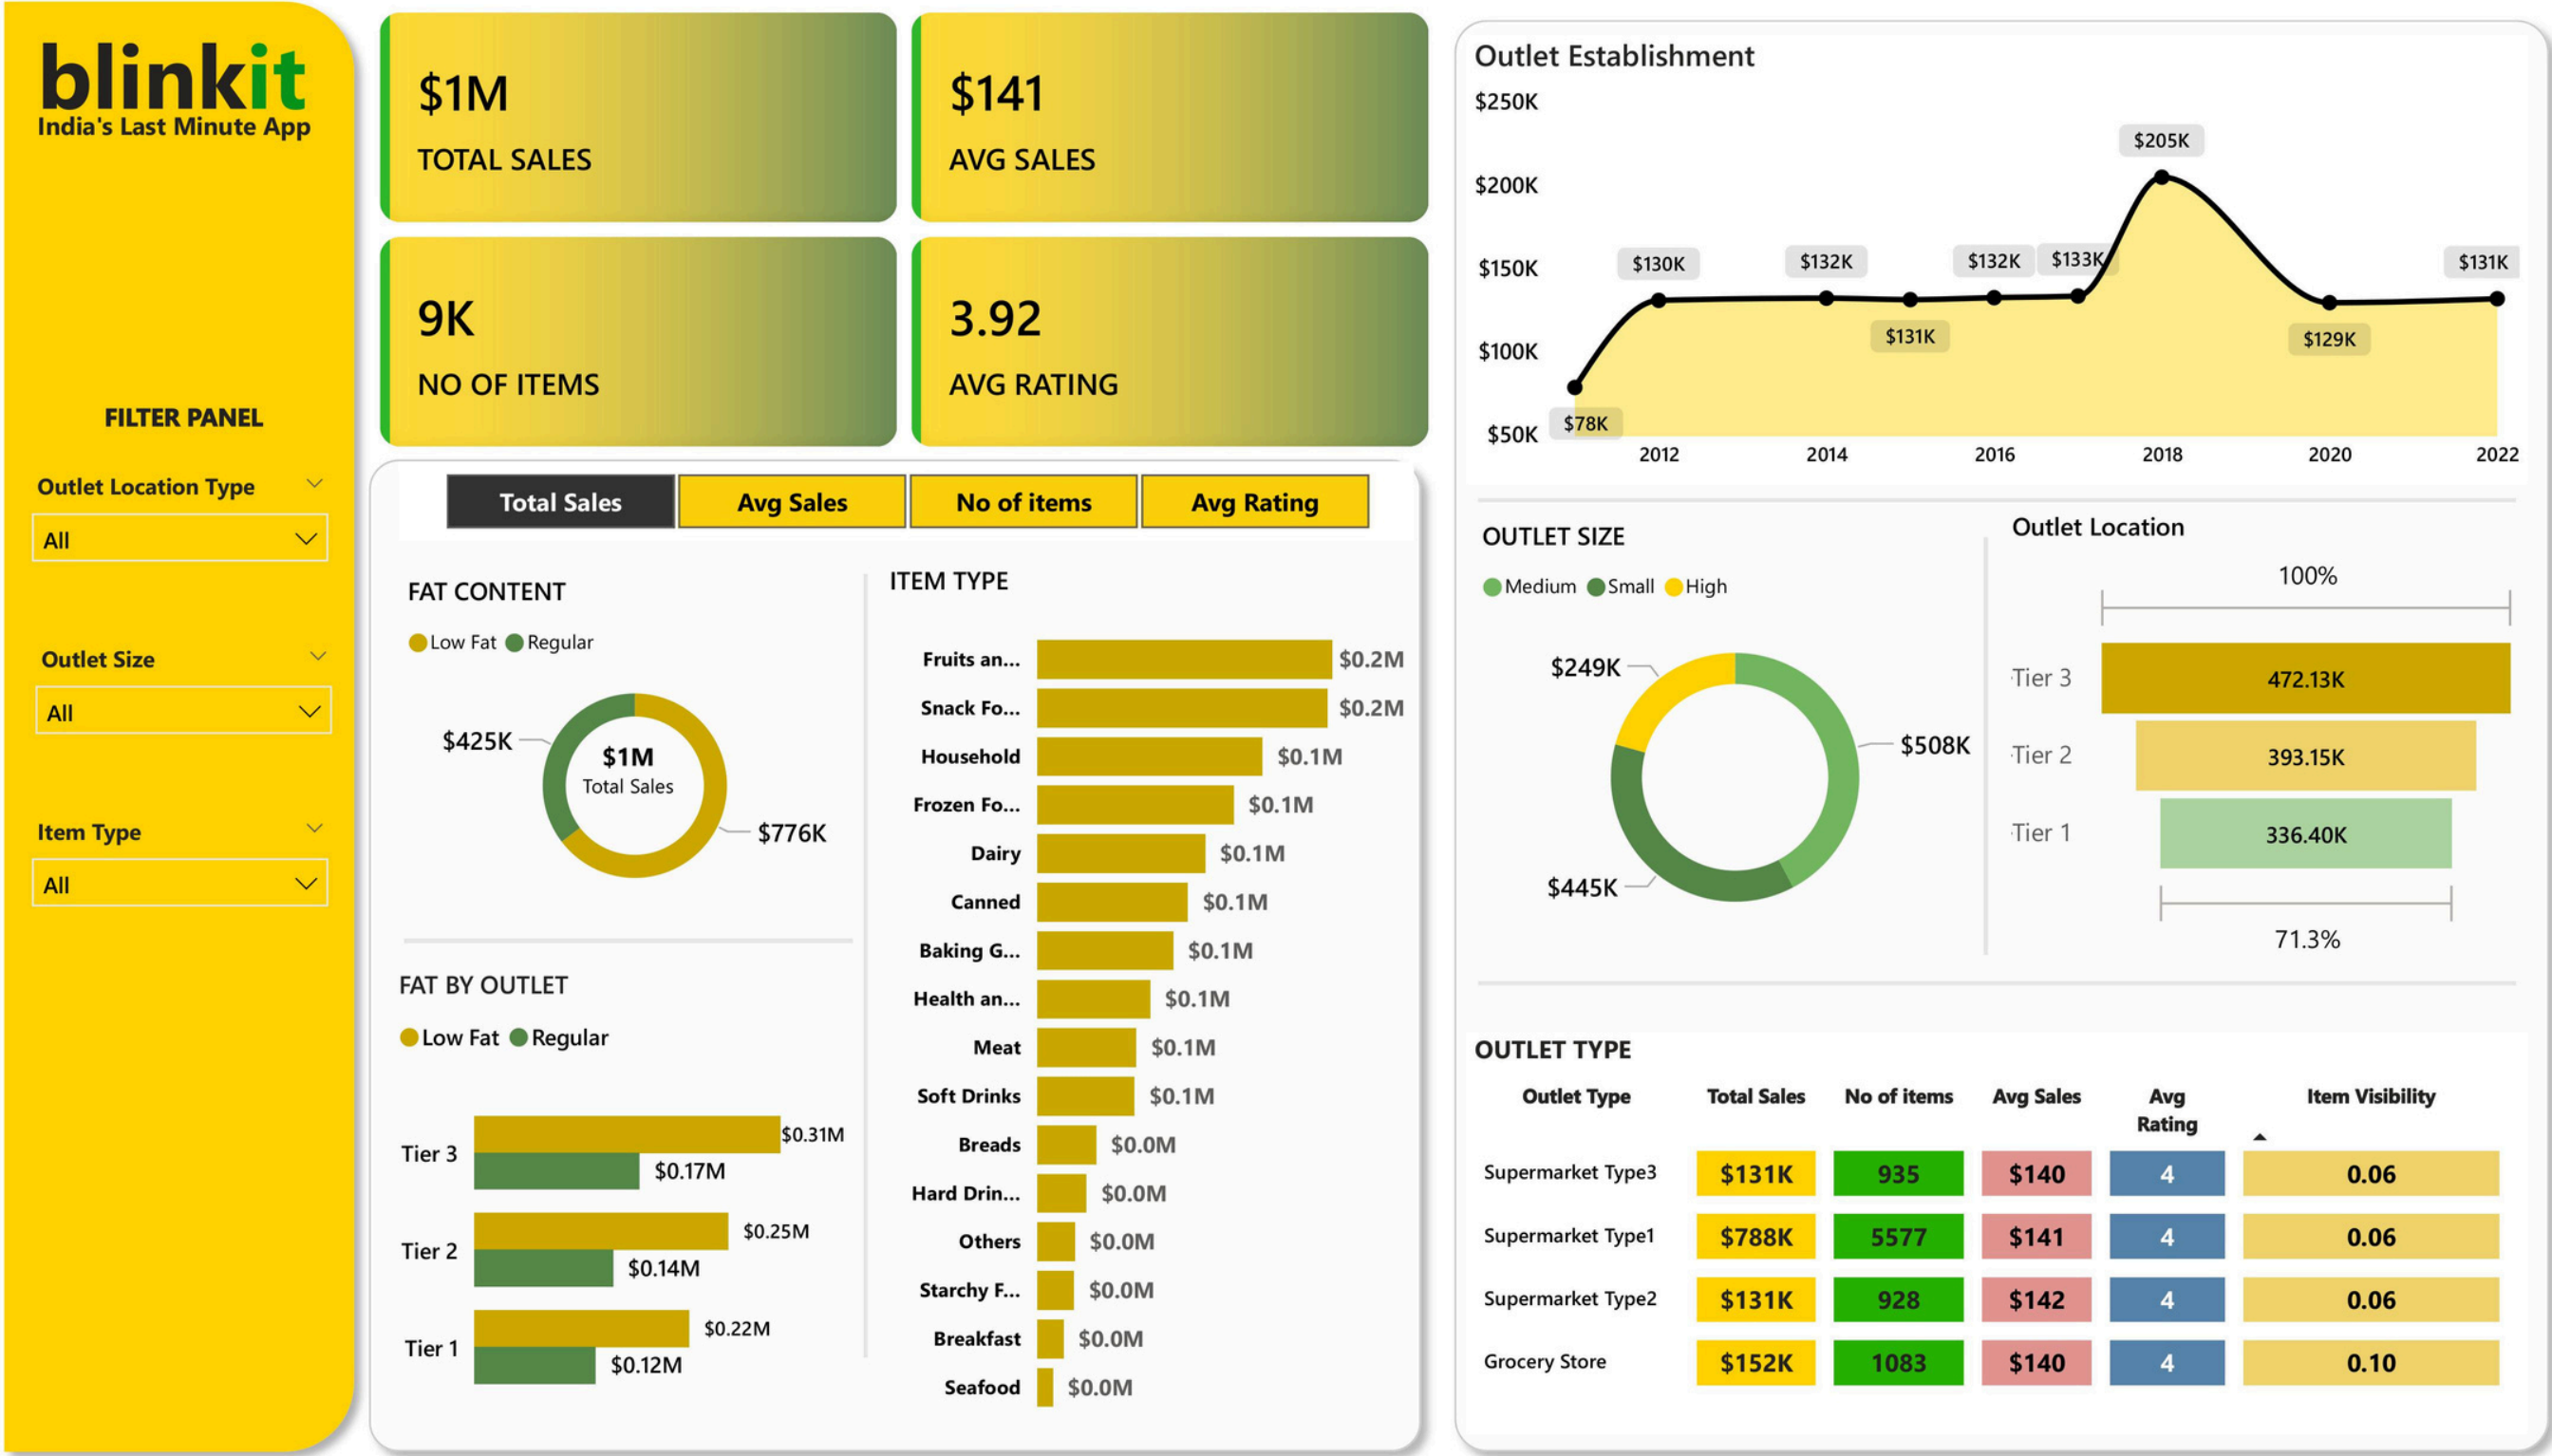 blinkit
India's Last Minute App
FILTER PANEL
Outlet Location Type
All
Outlet Size
All
Item Type
All
$1M
TOTAL SALES
$141
AVG SALES
9K
NO OF ITEMS
3.92
AVG RATING
Total Sales Avg Sales No of items Avg Rating
FAT CONTENT
Low Fat Regular
$425K
$1M
Total Sales
$776K
FAT BY OUTLET
Low Fat Regular
Tier 3 $0.31M
$0.17M
Tier 2 $0.25M
$0.14M
Tier 1 $0.22M
$0.12M
ITEM TYPE
Fruits an... $0.2M
Snack Fo... $0.2M
Household $0.1M
Frozen Fo... $0.1M
Dairy $0.1M
Canned $0.1M
Baking G... $0.1M
Health an... $0.1M
Meat $0.1M
Soft Drinks $0.1M
Breads $0.0M
Hard Drin... $0.0M
Others $0.0M
Starchy F... $0.0M
Breakfast $0.0M
Seafood $0.0M
Outlet Establishment
$250K
$200K
$150K
$100K
$50K
$78K
$130K
$132K
$131K
$132K
$133K
$205K
$129K
$131K
2012 2014 2016 2018 2020 2022
OUTLET SIZE
Medium Small High
$249K
$508K
$445K
Outlet Location
100%
Tier 3 472.13K
Tier 2 393.15K
Tier 1 336.40K
71.3%
OUTLET TYPE
Outlet Type Total Sales No of items Avg Sales Avg Rating Item Visibility
Supermarket Type3 $131K 935 $140 4 0.06
Supermarket Type1 $788K 5577 $141 4 0.06
Supermarket Type2 $131K 928 $142 4 0.06
Grocery Store $152K 1083 $140 4 0.10